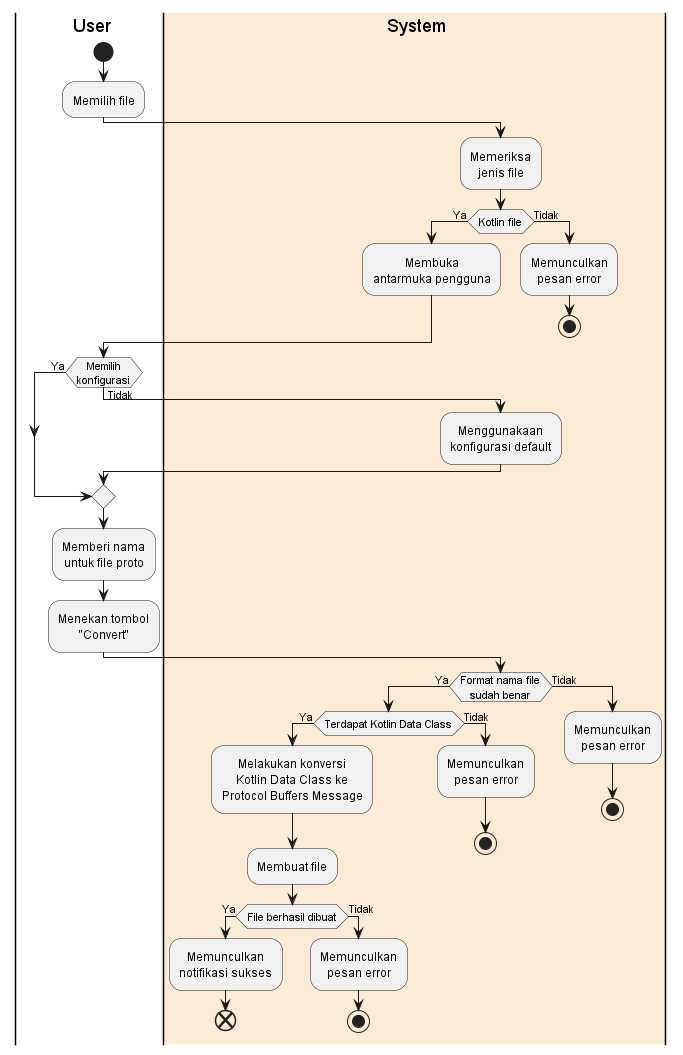 User
System
Memilih file
Memeriksa
jenis file
Ya
Kotlin file
Tidak
Membuka
antarmuka pengguna
Memunculkan
pesan error
Ya
Memilih
konfigurasi
Tidak
Menggunakaan
konfigurasi default
Memberi nama
untuk file proto
Menekan tombol
"Convert"
Ya
Format nama file
sudah benar
Tidak
Ya
Terdapat Kotlin Data Class
Tidak
Memunculkan
pesan error
Melakukan konversi
Kotlin Data Class ke
Protocol Buffers Message
Memunculkan
pesan error
Membuat file
Ya
File berhasil dibuat
Tidak
Memunculkan
notifikasi sukses
Memunculkan
pesan error